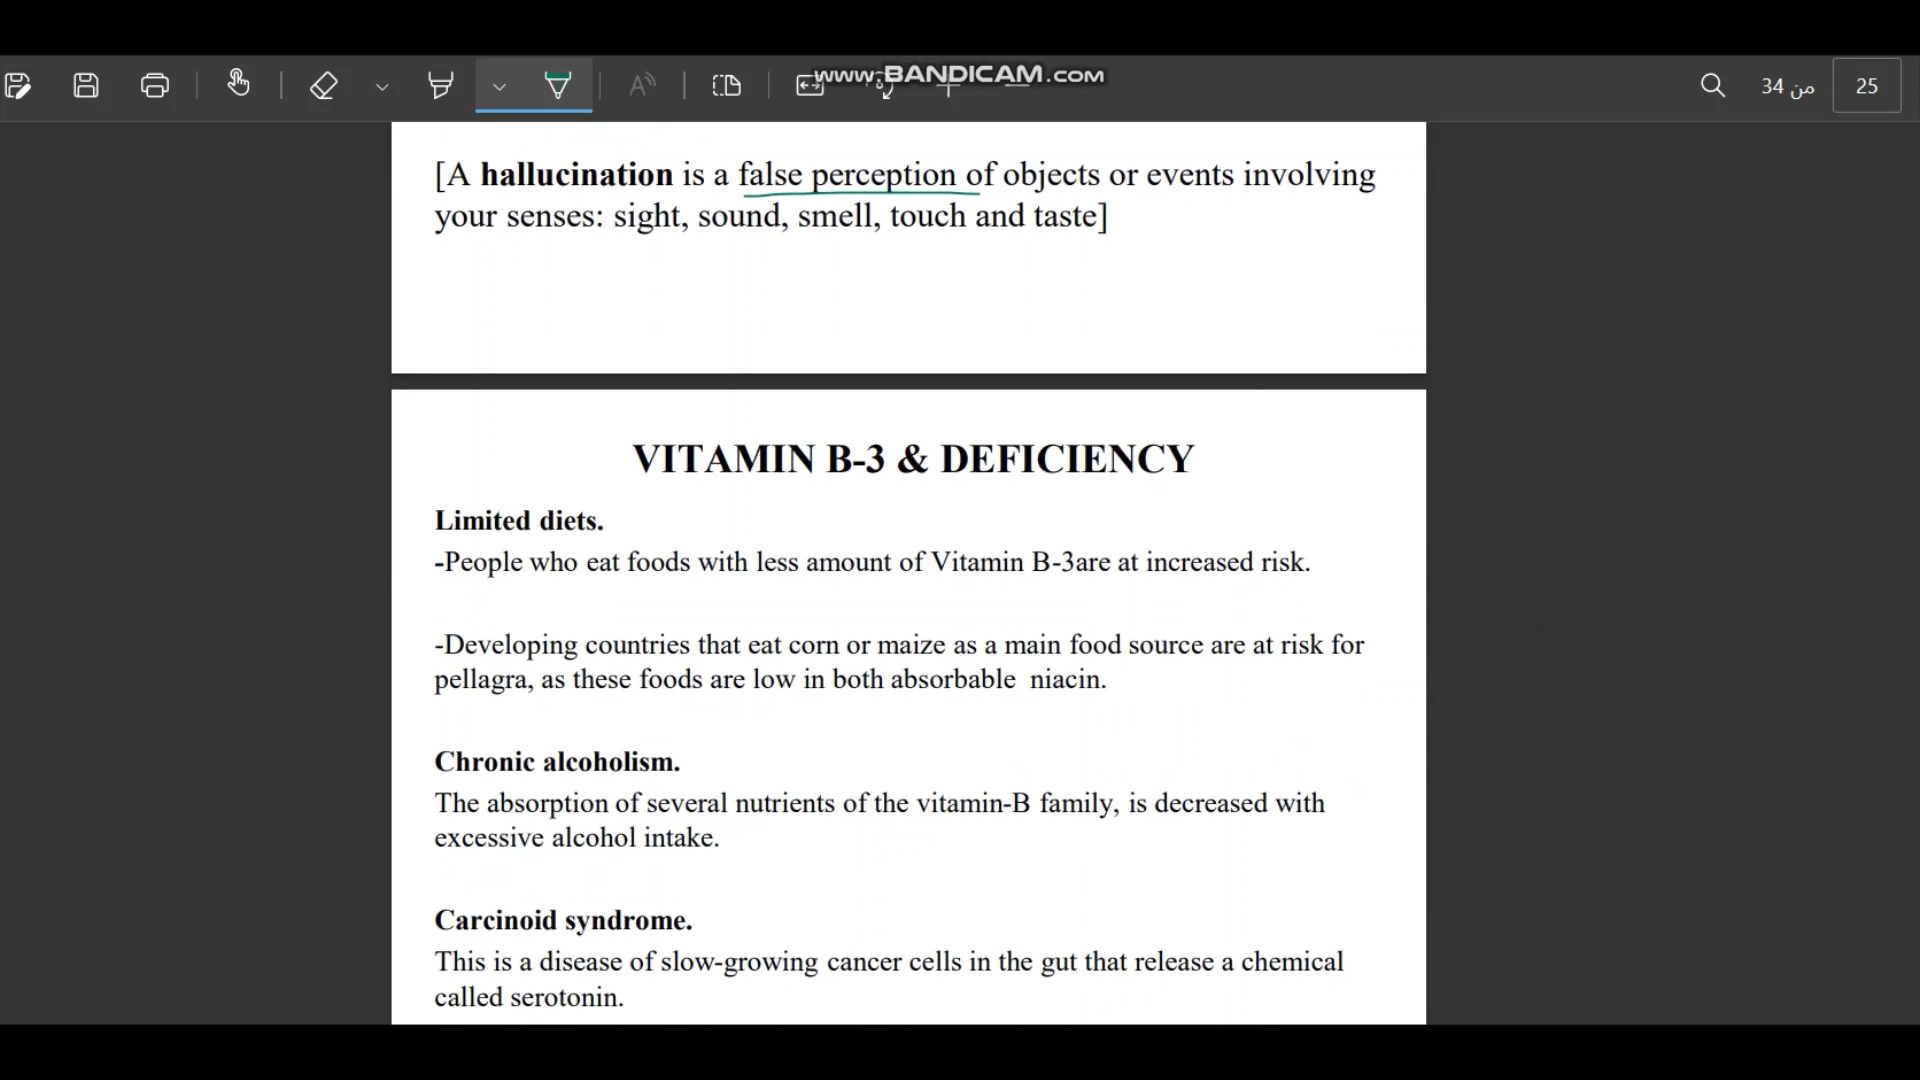 www.BANDICAM.com
34 من
25
[A hallucination is a false perception of objects or events involving
your senses: sight, sound, smell, touch and taste]
VITAMIN B-3 & DEFICIENCY
Limited diets.
-People who eat foods with less amount of Vitamin B-3are at increased risk.
-Developing countries that eat corn or maize as a main food source are at risk for
pellagra, as these foods are low in both absorbable  niacin.
Chronic alcoholism.
The absorption of several nutrients of the vitamin-B family, is decreased with
excessive alcohol intake.
Carcinoid syndrome.
This is a disease of slow-growing cancer cells in the gut that release a chemical
called serotonin.